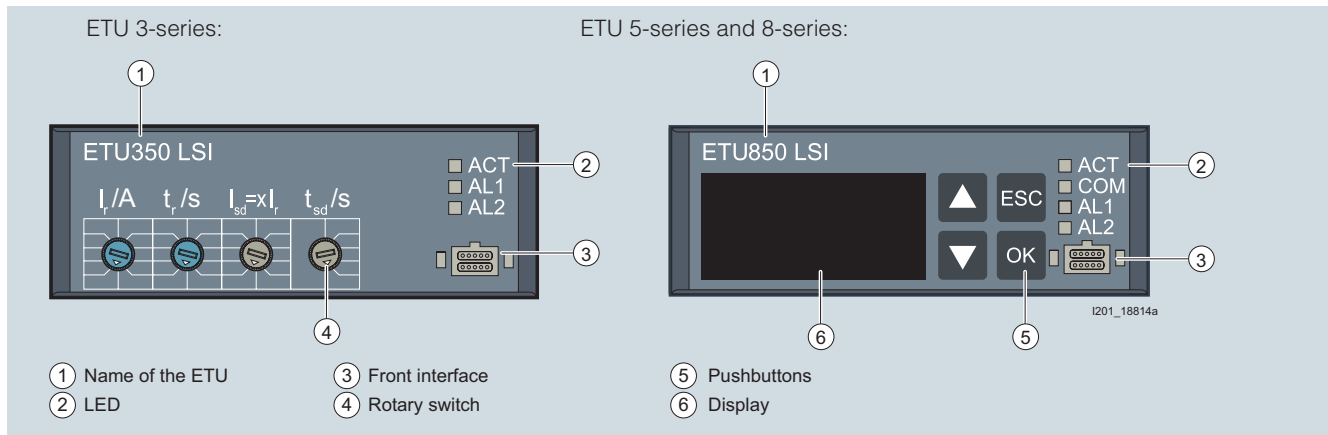 ETU 3-series:
ETU 5-series and 8-series:
1
1
ETU350 LSI
ACT
AL1
AL2
2
Ir/A tr/s Isd=xIr tsd/s
3
4
ETU850 LSI
ESC
OK
ACT
COM
AL1
AL2
2
3
I201_18814a
6
5
1 Name of the ETU
2 LED
3 Front interface
4 Rotary switch
5 Pushbuttons
6 Display